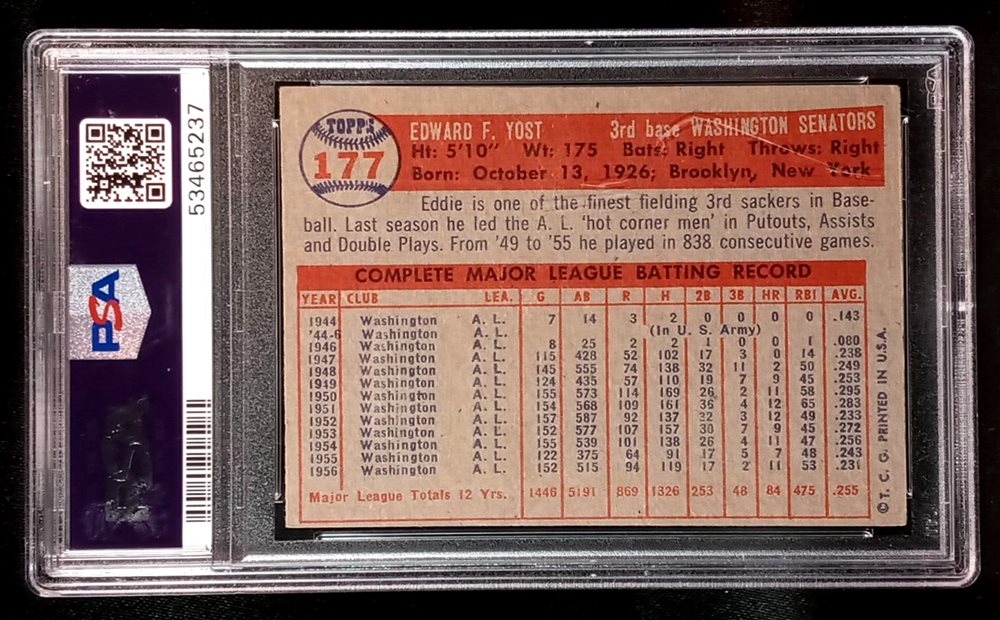 53465237
PSA
TOPPS
177
EDWARD F. YOST 3rd base WASHINGTON SENATORS
Ht: 5'10" Wt: 175 Bats: Right Throws: Right
Born: October 13, 1926; Brooklyn, New York
Eddie is one of the finest fielding 3rd sackers in Base-
ball. Last season he led the A. L. 'hot corner men' in Putouts, Assists
and Double Plays. From '49 to '55 he played in 838 consecutive games.
COMPLETE MAJOR LEAGUE BATTING RECORD
YEAR CLUB LEA. G AB R H 2B 3B HR RBI AVG.
1944 Washington A. L. 7 14 3 2 0 0 0 0 .143
'44-6 Washington A. L. (In U. S. Army)
1946 Washington A. L. 8 25 2 2 1 0 0 1 .080
1947 Washington A. L. 115 428 52 102 17 3 0 14 .238
1948 Washington A. L. 145 555 74 138 32 11 2 50 .249
1949 Washington A. L. 124 435 57 110 19 7 9 45 .253
1950 Washington A. L. 155 573 114 169 26 2 11 58 .295
1951 Washington A. L. 154 568 109 161 36 4 12 65 .283
1952 Washington A. L. 157 587 92 137 32 3 12 49 .233
1953 Washington A. L. 152 577 107 157 30 7 9 45 .272
1954 Washington A. L. 155 539 101 138 26 4 11 47 .256
1955 Washington A. L. 122 375 64 91 17 5 7 48 .243
1956 Washington A. L. 152 515 94 119 17 2 11 53 .231
Major League Totals 12 Yrs. 1446 5191 869 1326 253 48 84 475 .255
© T. C. G. PRINTED IN U.S.A.